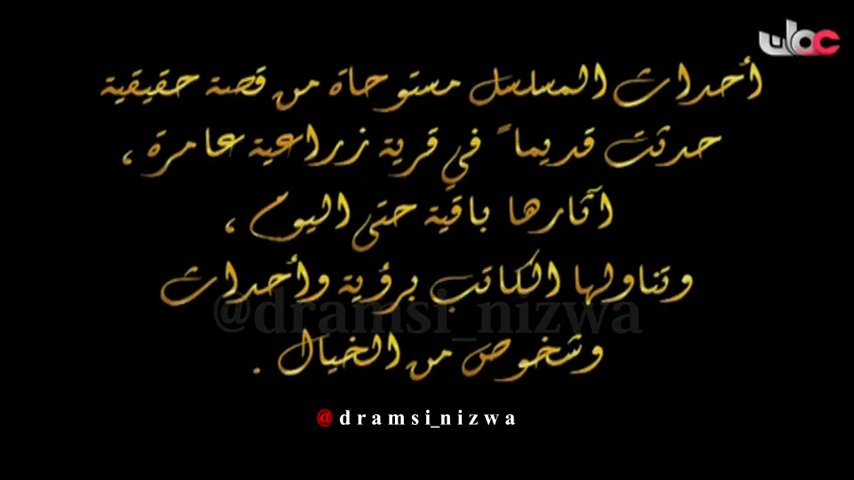 عمان
أحداث المسلسل مستوحاة من قصة حقيقية
حدثت قديماً في قرية زراعية عامرة ،
آثارها باقية حتى اليوم ،
وتناولها الكاتب برؤية وأحداث
@dramsi_nizwa
وشخوص من الخيال .
@dramsi_nizwa